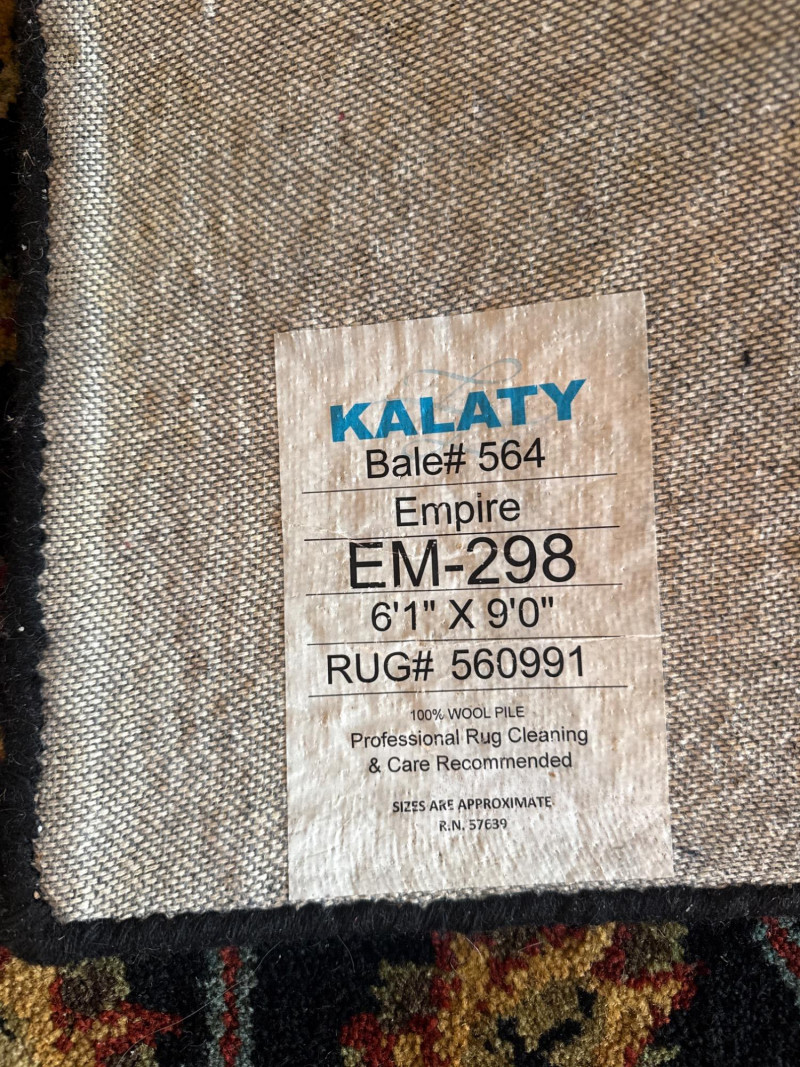 KALATY
Bale# 564
Empire
EM-298
6'1" X 9'0"
RUG# 560991
100% WOOL PILE
Professional Rug Cleaning
& Care Recommended
SIZES ARE APPROXIMATE
R.N. 57639